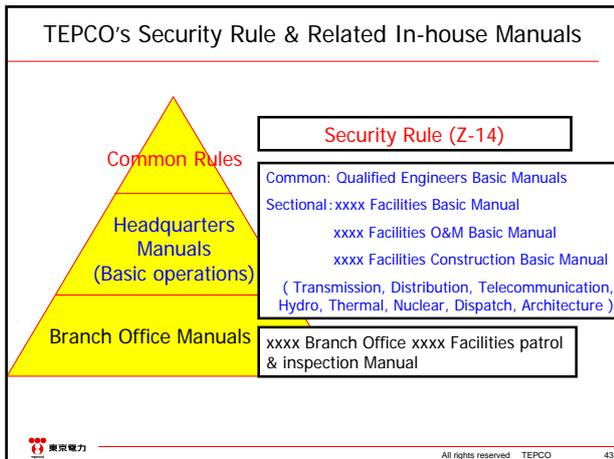 TEPCO's Security Rule & Related In-house Manuals
Common Rules
Security Rule (Z-14)
Headquarters
Manuals
(Basic operations)
Common: Qualified Engineers Basic Manuals
Sectional: xxxx Facilities Basic Manual
xxxx Facilities O&M Basic Manual
xxxx Facilities Construction Basic Manual
( Transmission, Distribution, Telecommunication,
Hydro, Thermal, Nuclear, Dispatch, Architecture )
Branch Office Manuals
xxxx Branch Office xxxx Facilities patrol
& inspection Manual
東京電力
All rights reserved TEPCO 43